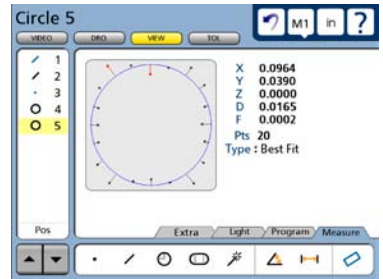 Circle 5
M1
in
?
VIDEO
DRO
VIEW
TOL
1
2
3
4
5
X 0.0964
Y 0.0390
Z 0.0000
D 0.0165
F 0.0002
Pts 20
Type : Best Fit
Pos
Extra
Light
Program
Measure